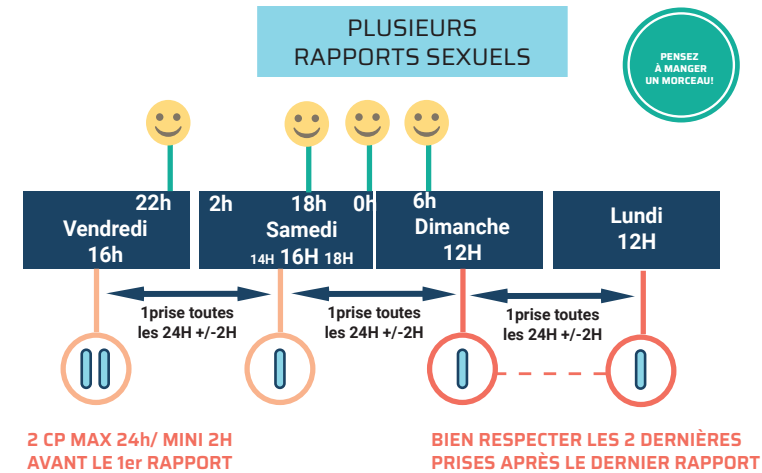 PLUSIEURS
RAPPORTS SEXUELS
PENSEZ
À MANGER
UN MORCEAU!
22h
Vendredi
16h
2h 18h 0h
Samedi
14H 16H 18H
6h
Dimanche
12H
Lundi
12H
1prise toutes
les 24H +/-2H
1prise toutes
les 24H +/-2H
1prise toutes
les 24H +/-2H
2 CP MAX 24h/ MINI 2H
AVANT LE 1er RAPPORT
BIEN RESPECTER LES 2 DERNIÈRES
PRISES APRÈS LE DERNIER RAPPORT